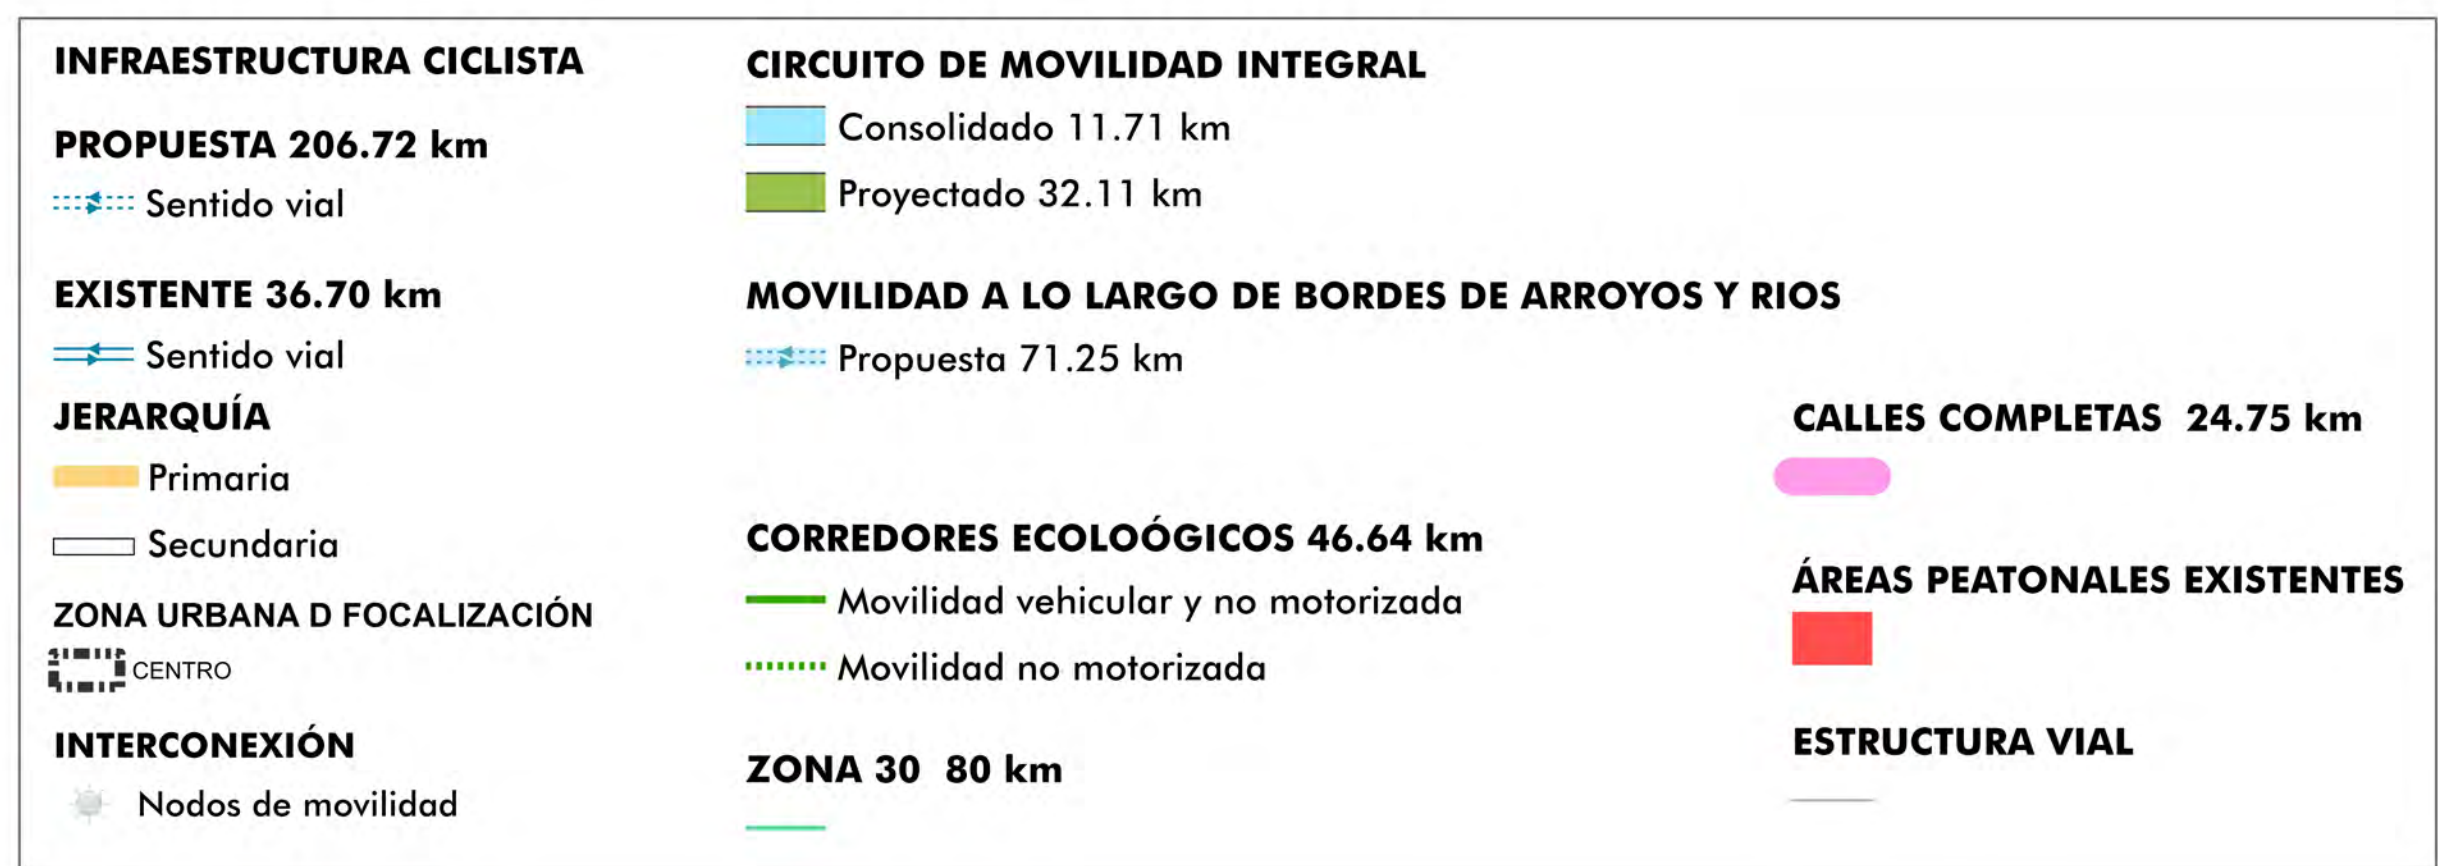 INFRAESTRUCTURA CICLISTA
PROPUESTA 206.72 km
Sentido vial
EXISTENTE 36.70 km
Sentido vial
JERARQUÍA
Primaria
Secundaria
ZONA URBANA D FOCALIZACIÓN
CENTRO
INTERCONEXIÓN
Nodos de movilidad
CIRCUITO DE MOVILIDAD INTEGRAL
Consolidado 11.71 km
Proyectado 32.11 km
MOVILIDAD A LO LARGO DE BORDES DE ARROYOS Y RIOS
Propuesta 71.25 km
CORREDORES ECOLOÓGICOS 46.64 km
Movilidad vehicular y no motorizada
Movilidad no motorizada
ZONA 30  80 km
CALLES COMPLETAS  24.75 km
ÁREAS PEATONALES EXISTENTES
ESTRUCTURA VIAL